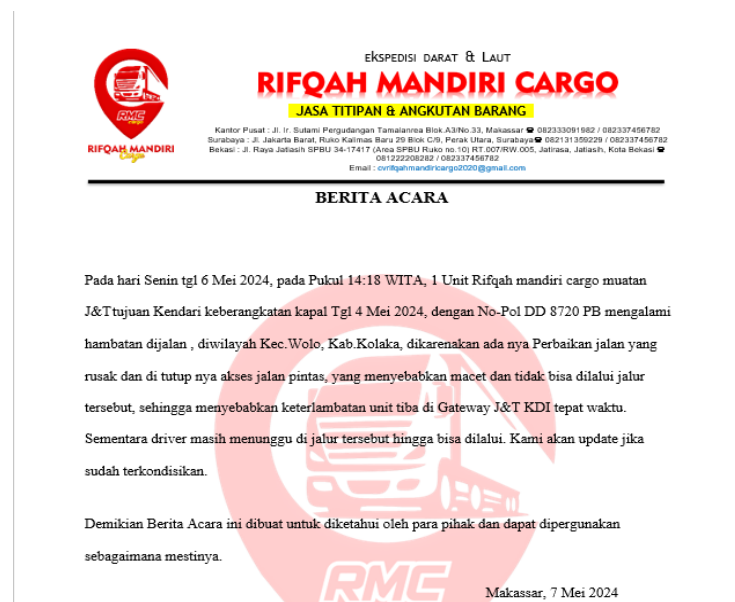 EKSPEDISI DARAT & LAUT
RIFQAH MANDIRI CARGO
JASA TITIPAN & ANGKUTAN BARANG
RMC
cargo
RIFQAH MANDIRI
Cargo
Kantor Pusat : Jl. Ir. Sutami Pergudangan Tamalanrea Blok A3/No.33, Makassar ☎ 082333091982 / 082337456782
Surabaya : Jl. Jakarta Barat, Ruko Kalimas Baru 29 Blok C/9, Perak Utara, Surabaya☎ 082131359229 / 082337456782
Bekasi : Jl. Raya Jatiasih SPBU 34-17417 (Area SPBU Ruko no.10) RT.007/RW.005, Jatirasa, Jatiasih, Kota Bekasi ☎
081222208282 / 082337456782
Email : cvrifqahmandiricargo2020@gmail.com
BERITA ACARA
Pada hari Senin tgl 6 Mei 2024, pada Pukul 14:18 WITA, 1 Unit Rifqah mandiri cargo muatan
J&Ttujuan Kendari keberangkatan kapal Tgl 4 Mei 2024, dengan No-Pol DD 8720 PB mengalami
hambatan dijalan , diwilayah Kec.Wolo, Kab.Kolaka, dikarenakan ada nya Perbaikan jalan yang
rusak dan di tutup nya akses jalan pintas, yang menyebabkan macet dan tidak bisa dilalui jalur
tersebut, sehingga menyebabkan keterlambatan unit tiba di Gateway J&T KDI tepat waktu.
Sementara driver masih menunggu di jalur tersebut hingga bisa dilalui. Kami akan update jika
sudah terkondisikan.
Demikian Berita Acara ini dibuat untuk diketahui oleh para pihak dan dapat dipergunakan
sebagaimana mestinya.
RMC
Makassar, 7 Mei 2024